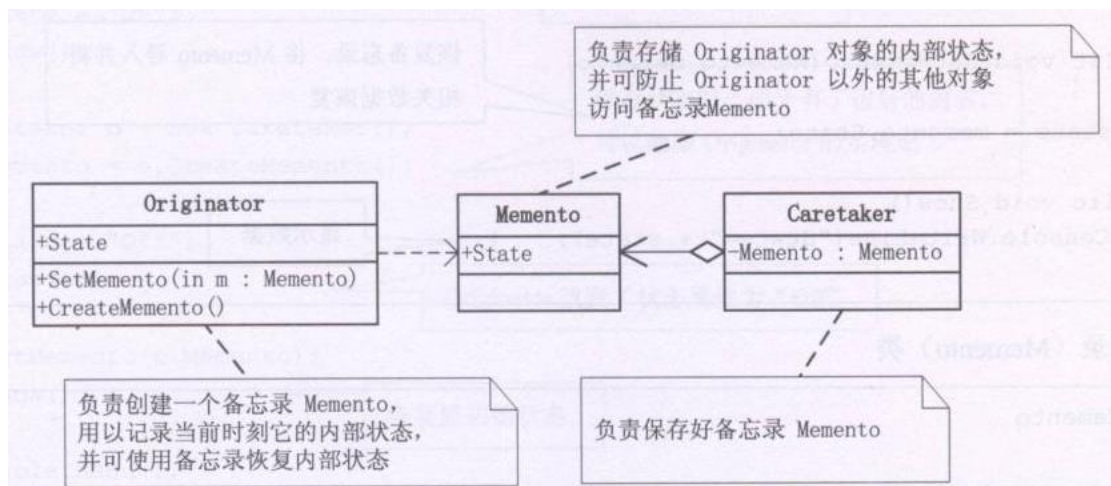 负责存储 Originator 对象的内部状态，
并可防止 Originator 以外的其他对象
访问备忘录Memento
Originator
+State
+SetMemento(in m : Memento)
+CreateMemento()
Memento
+State
Caretaker
-Memento : Memento
负责创建一个备忘录 Memento，
用以记录当前时刻它的内部状态，
并可使用备忘录恢复内部状态
负责保存好备忘录 Memento